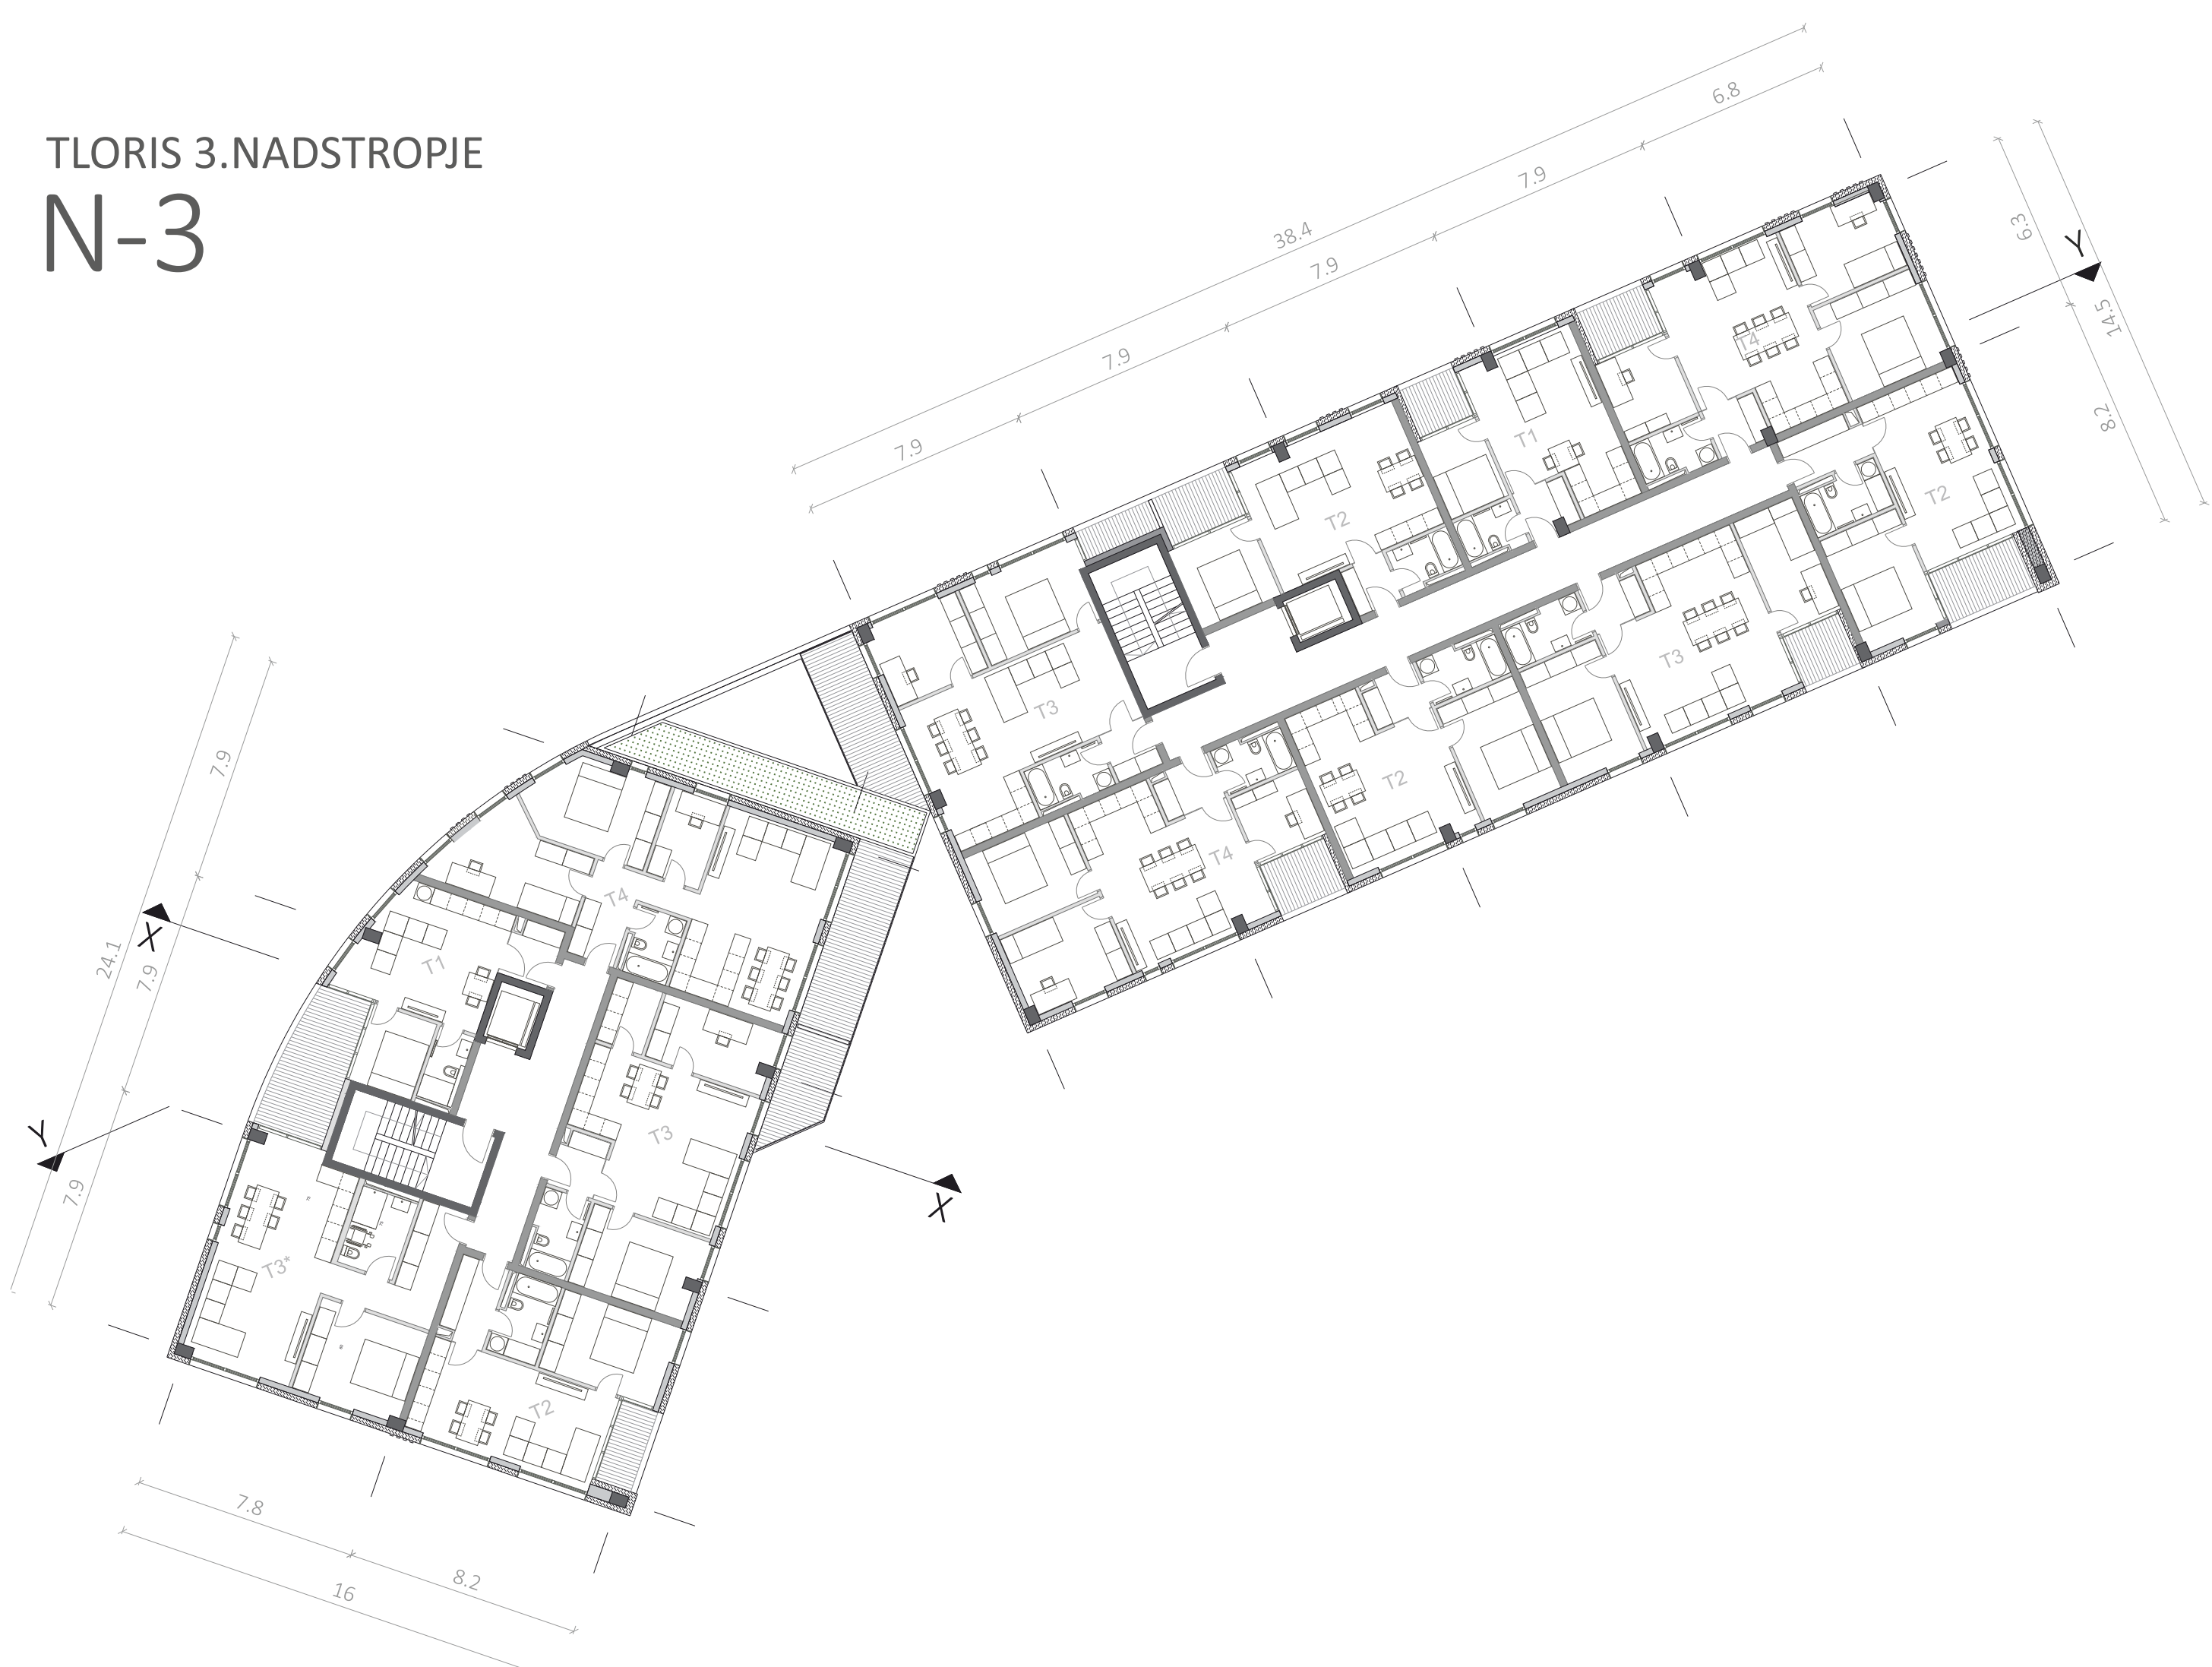 TLORIS 3.NADSTROPJE
N-3
38.4
6.8
7.9
7.9
7.9
7.9
6.3
14.5
8.2
Y
T4
T2
T1
T2
T3
T3
T2
T4
T4
T1
T3
T3*
T2
7.9
24.1
7.9
7.9
X
Y
X
7.8
8.2
16